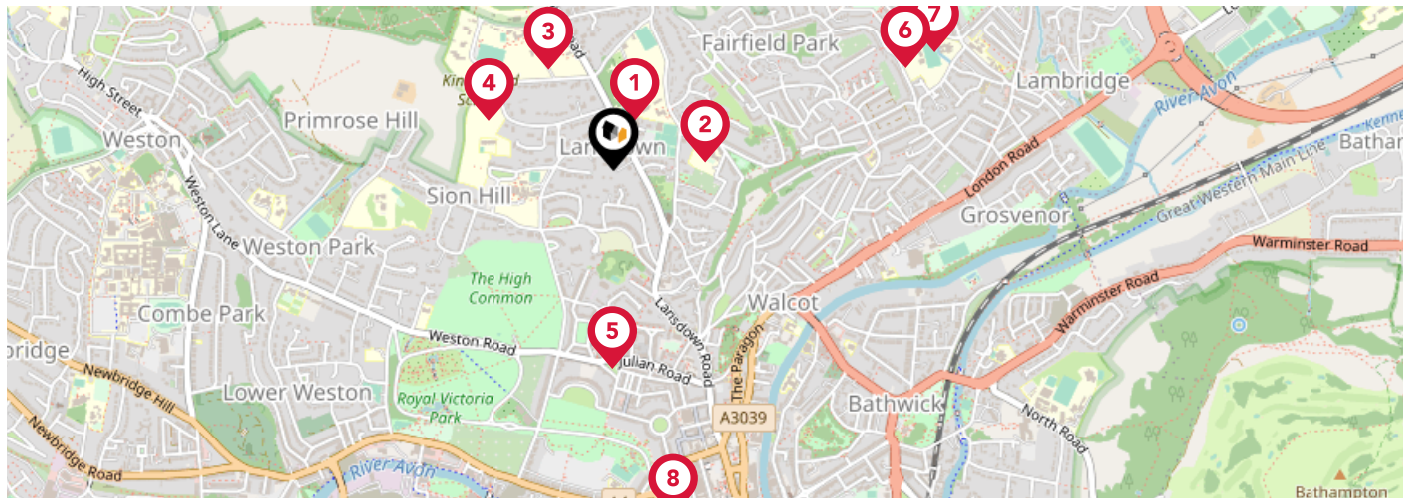 7
6
3
Fairfield Park
High Street
4
1
Lambridge
River Avon
Primrose Hill
2
Weston
Lansdown
London Road
Great Western Main Line
Sion Hill
Weston Lane
Grosvenor
Weston Park
Warminster Road
The High
Common
Warminster Road
Walcot
Combe Park
Lansdown Road
5
Weston Road
Julian Road
The Paragon
Newbridge Hill
Lower Weston
Royal Victoria
Park
Bathwick
A3039
North Road
Newbridge Road
River Avon
8
Bathampton